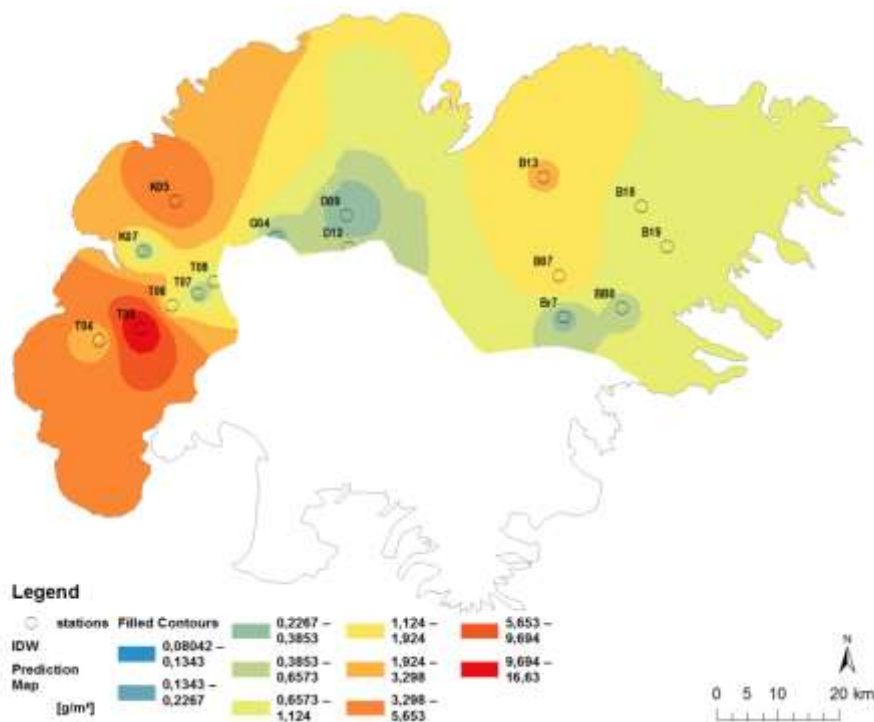 B13
K05
B18
D09
G04
D12
B19
K07
T08
B07
T07
T06
BB8
Br7
T05
T04
Legend
stations Filled Contours
IDW
Prediction
Map
[g/m²]
0,08042 –
0,1343
0,1343 –
0,2267
0,2267 –
0,3853
0,3853 –
0,6573
0,6573 –
1,124
1,124 –
1,924
1,924 –
3,298
3,298 –
5,653
5,653 –
9,694
9,694 –
16,63
N
0 5 10 20 km